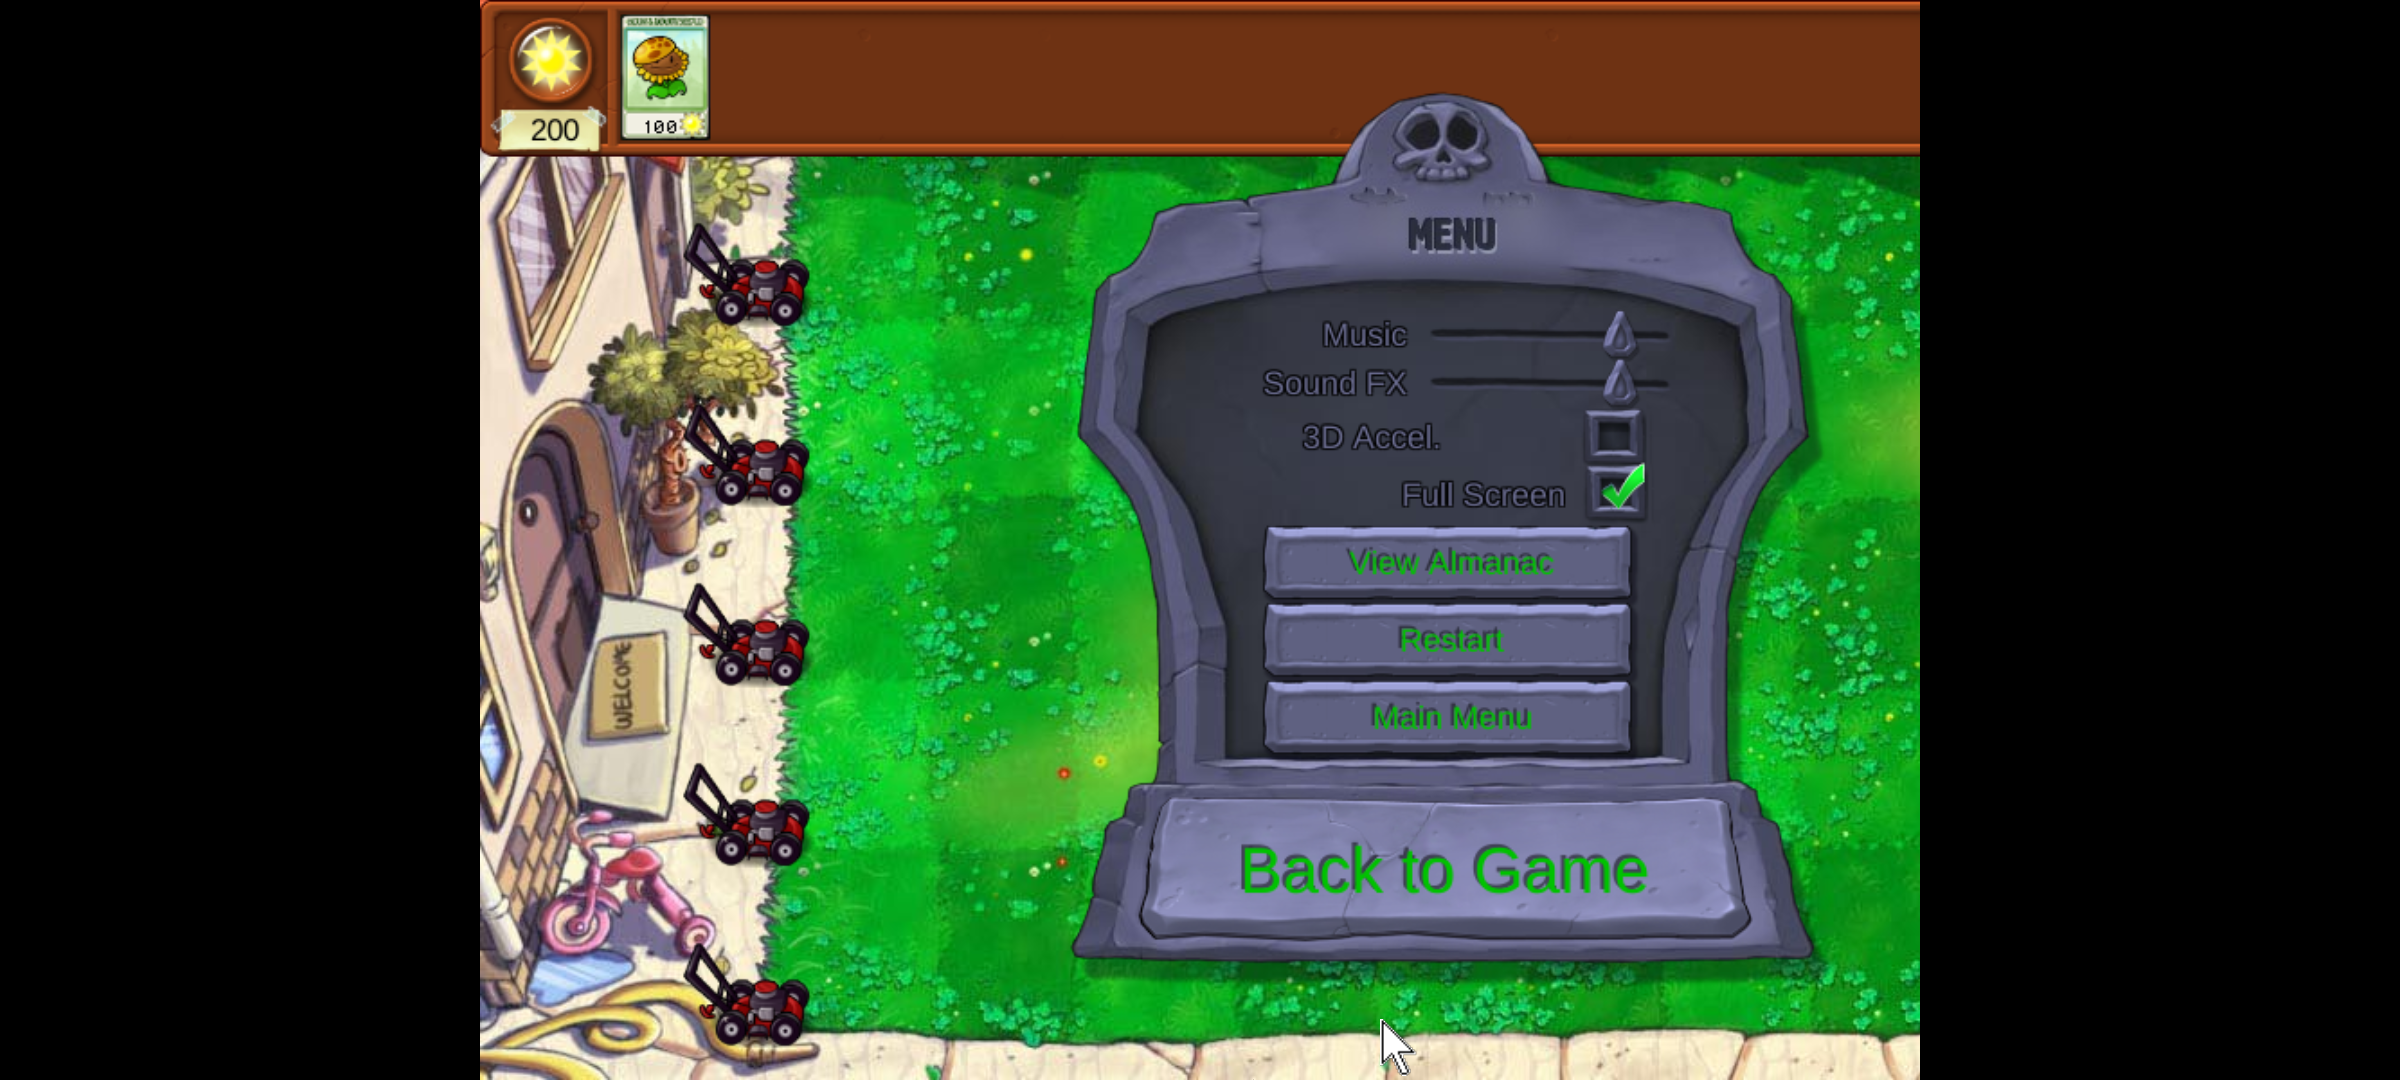 200
100
MENU
Music
Sound FX
3D Accel.
Full Screen
View Almanac
Restart
Main Menu
Back to Game
WELCOME